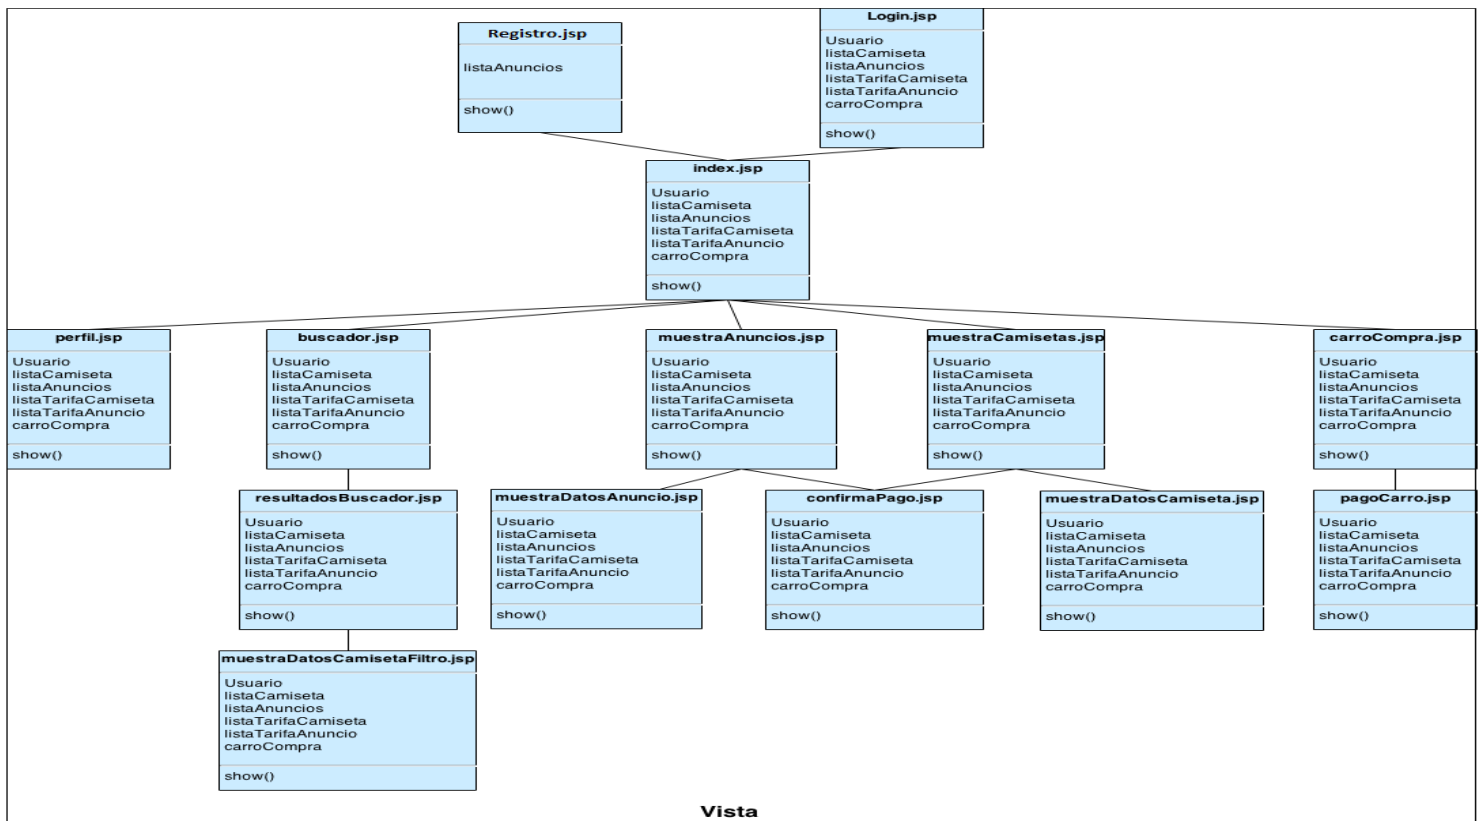 Registro.jsp
listaAnuncios
show()
Login.jsp
Usuario
listaCamiseta
listaAnuncios
listaTarifaCamiseta
listaTarifaAnuncio
carroCompra
show()
index.jsp
Usuario
listaCamiseta
listaAnuncios
listaTarifaCamiseta
listaTarifaAnuncio
carroCompra
show()
perfil.jsp
Usuario
listaCamiseta
listaAnuncios
listaTarifaCamiseta
listaTarifaAnuncio
carroCompra
show()
buscador.jsp
Usuario
listaCamiseta
listaAnuncios
listaTarifaCamiseta
listaTarifaAnuncio
carroCompra
show()
muestraAnuncios.jsp
Usuario
listaCamiseta
listaAnuncios
listaTarifaCamiseta
listaTarifaAnuncio
carroCompra
show()
muestraCamisetas.jsp
Usuario
listaCamiseta
listaAnuncios
listaTarifaCamiseta
listaTarifaAnuncio
carroCompra
show()
carroCompra.jsp
Usuario
listaCamiseta
listaAnuncios
listaTarifaCamiseta
listaTarifaAnuncio
carroCompra
show()
resultadosBuscador.jsp
Usuario
listaCamiseta
listaAnuncios
listaTarifaCamiseta
listaTarifaAnuncio
carroCompra
show()
muestraDatosAnuncio.jsp
Usuario
listaCamiseta
listaAnuncios
listaTarifaCamiseta
listaTarifaAnuncio
carroCompra
show()
confirmaPago.jsp
Usuario
listaCamiseta
listaAnuncios
listaTarifaCamiseta
listaTarifaAnuncio
carroCompra
show()
muestraDatosCamiseta.jsp
Usuario
listaCamiseta
listaAnuncios
listaTarifaCamiseta
listaTarifaAnuncio
carroCompra
show()
pagoCarro.jsp
Usuario
listaCamiseta
listaAnuncios
listaTarifaCamiseta
listaTarifaAnuncio
carroCompra
show()
muestraDatosCamisetaFiltro.jsp
Usuario
listaCamiseta
listaAnuncios
listaTarifaCamiseta
listaTarifaAnuncio
carroCompra
show()
Vista